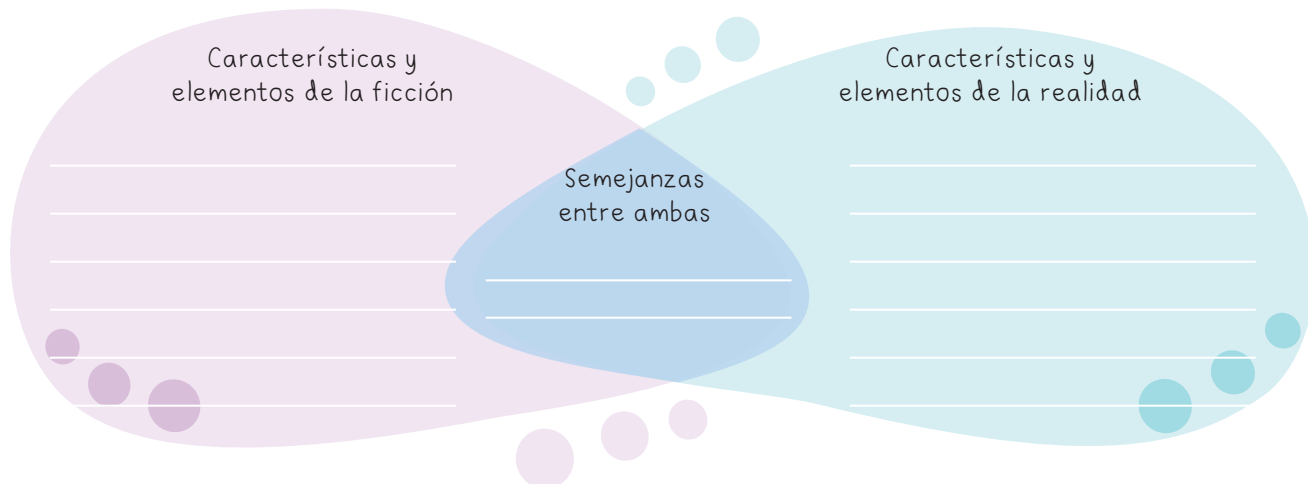 Características y
elementos de la ficción
Características y
elementos de la realidad
Semejanzas
entre ambas